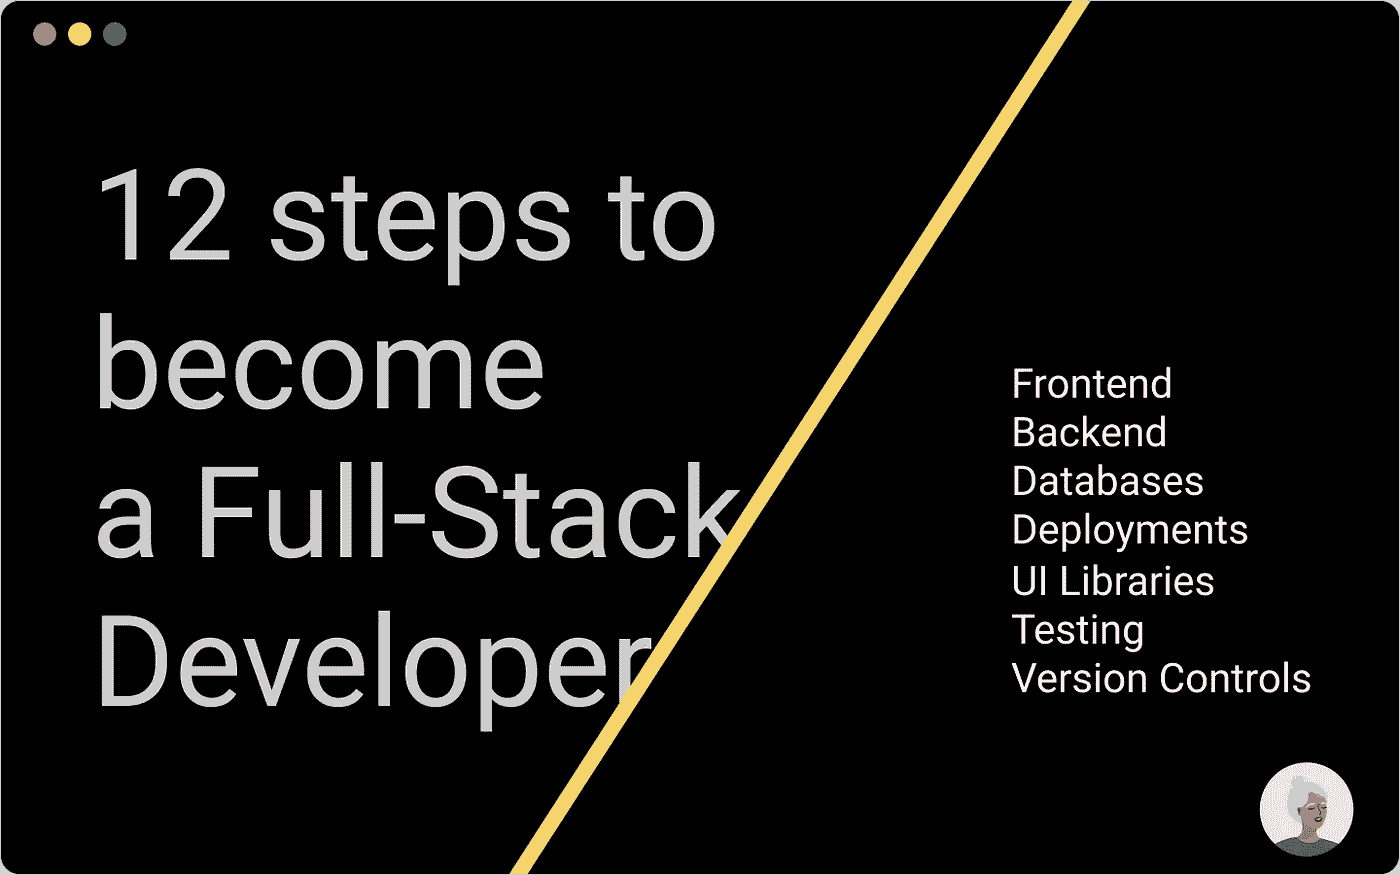 12 steps to
become
a Full-Stack
Developer
Frontend
Backend
Databases
Deployments
UI Libraries
Testing
Version Controls